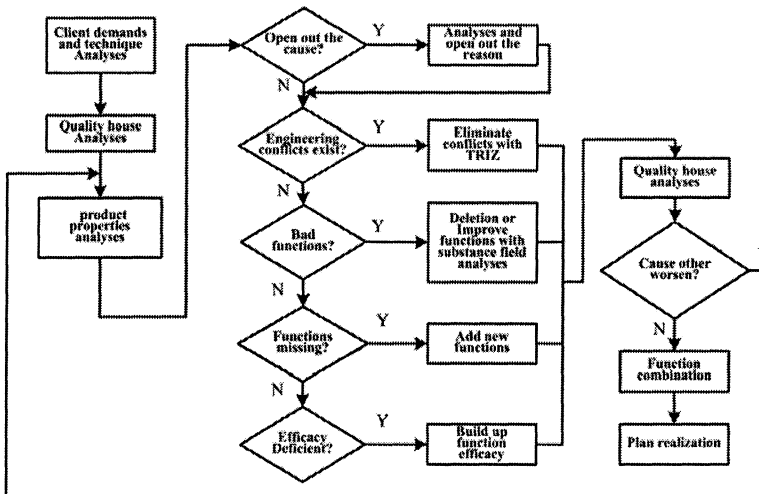 Client demands
and technique
Analyses
Quality house
Analyses
product
properties
analyses
Open out the
cause?
Y
N
Analyses and
open out the
reason
Engineering
conflicts exist?
Y
N
Eliminate
conflicts with
TRIZ
Bad
functions?
Y
N
Deletion or
Improve
functions with
substance field
analyses
Functions
missing?
Y
N
Add new
functions
Efficacy
Deficient?
Y
Build up
function
efficacy
Quality house
analyses
Cause other
worsen?
N
Function
combination
Plan realization